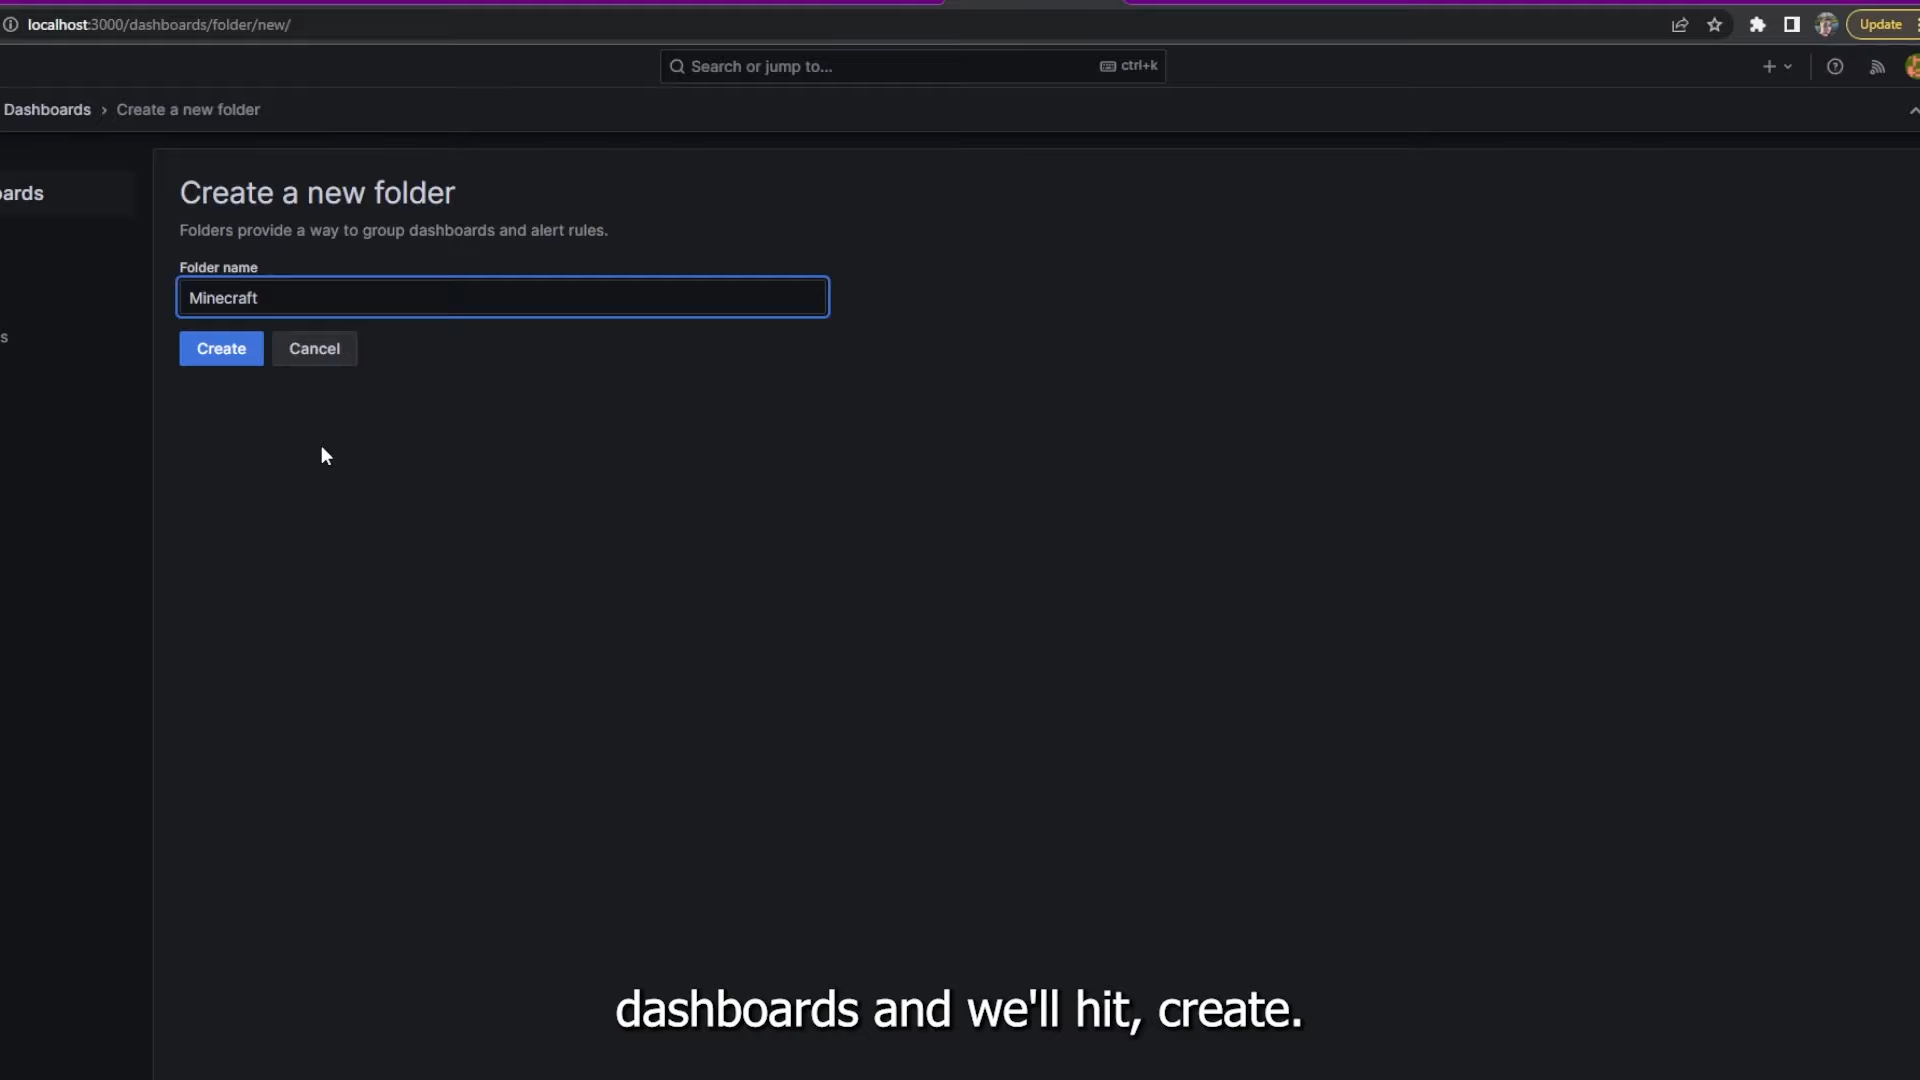 localhost:3000/dashboards/folder/new/
Update
Search or jump to...
ctrl+k
Dashboards › Create a new folder
oards
Create a new folder
Folders provide a way to group dashboards and alert rules.
Folder name
Minecraft
s
Create Cancel
dashboards and we'll hit, create.